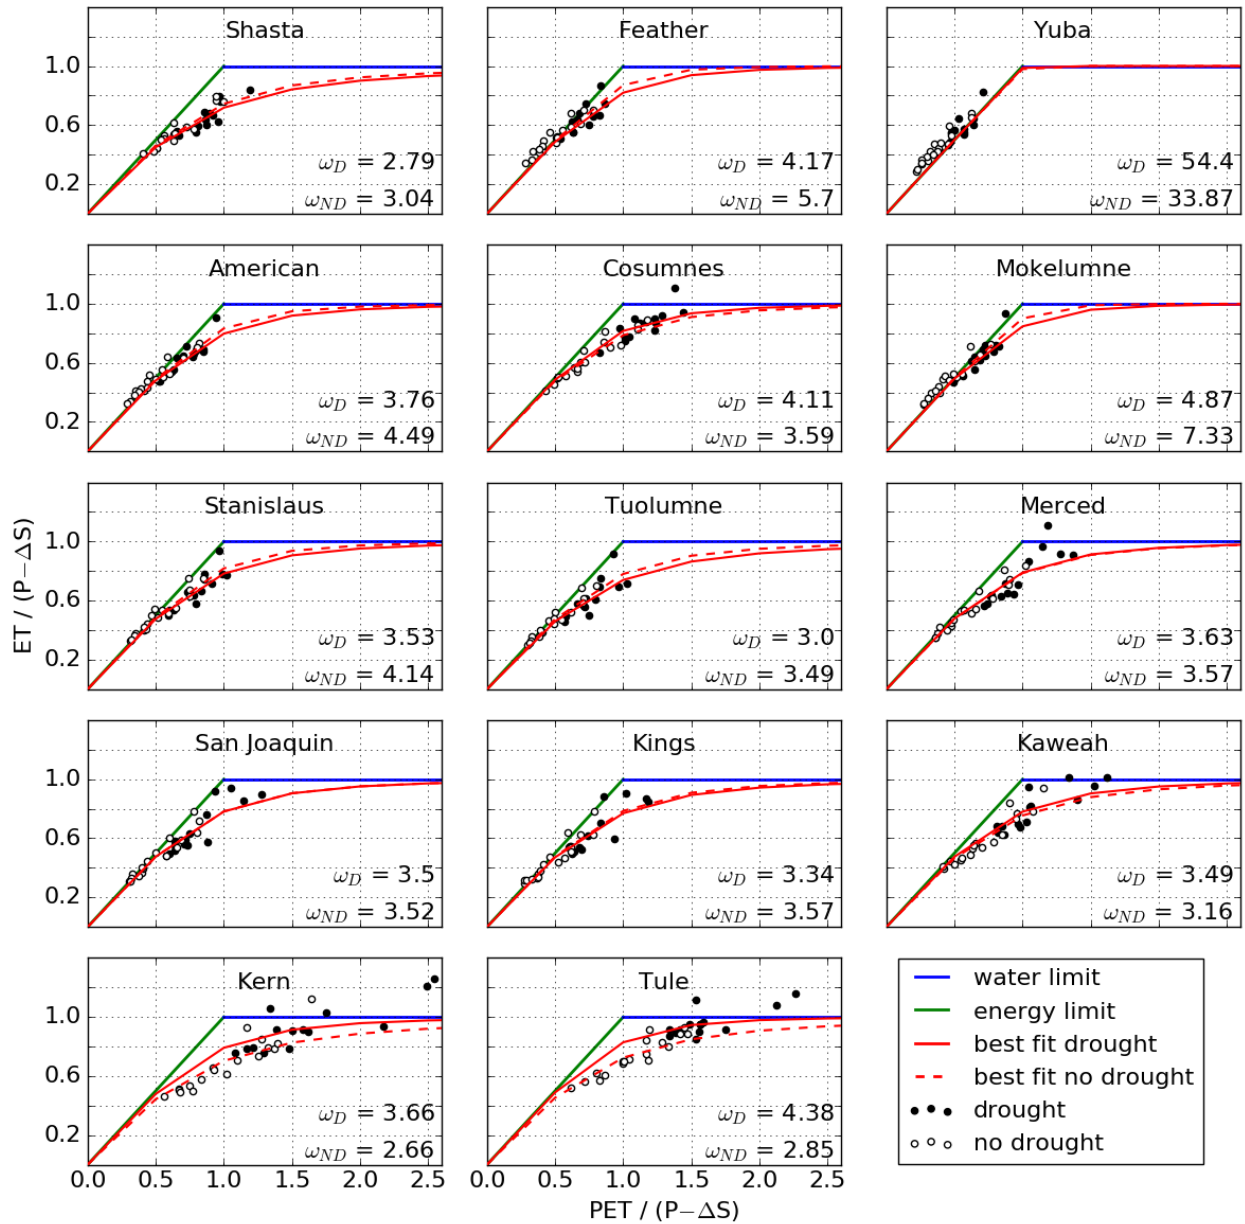 Shasta
1.0
0.6
0.2
ω_D = 2.79
ω_ND = 3.04
Feather
ω_D = 4.17
ω_ND = 5.7
Yuba
ω_D = 54.4
ω_ND = 33.87
American
1.0
0.6
0.2
ω_D = 3.76
ω_ND = 4.49
Cosumnes
ω_D = 4.11
ω_ND = 3.59
Mokelumne
ω_D = 4.87
ω_ND = 7.33
ET / (P−ΔS)
Stanislaus
1.0
0.6
0.2
ω_D = 3.53
ω_ND = 4.14
Tuolumne
ω_D = 3.0
ω_ND = 3.49
Merced
ω_D = 3.63
ω_ND = 3.57
San Joaquin
1.0
0.6
0.2
ω_D = 3.5
ω_ND = 3.52
Kings
ω_D = 3.34
ω_ND = 3.57
Kaweah
ω_D = 3.49
ω_ND = 3.16
Kern
1.0
0.6
0.2
ω_D = 3.66
ω_ND = 2.66
0.0 0.5 1.0 1.5 2.0 2.5
Tule
ω_D = 4.38
ω_ND = 2.85
0.0 0.5 1.0 1.5 2.0 2.5
PET / (P−ΔS)
water limit
energy limit
best fit drought
best fit no drought
drought
no drought